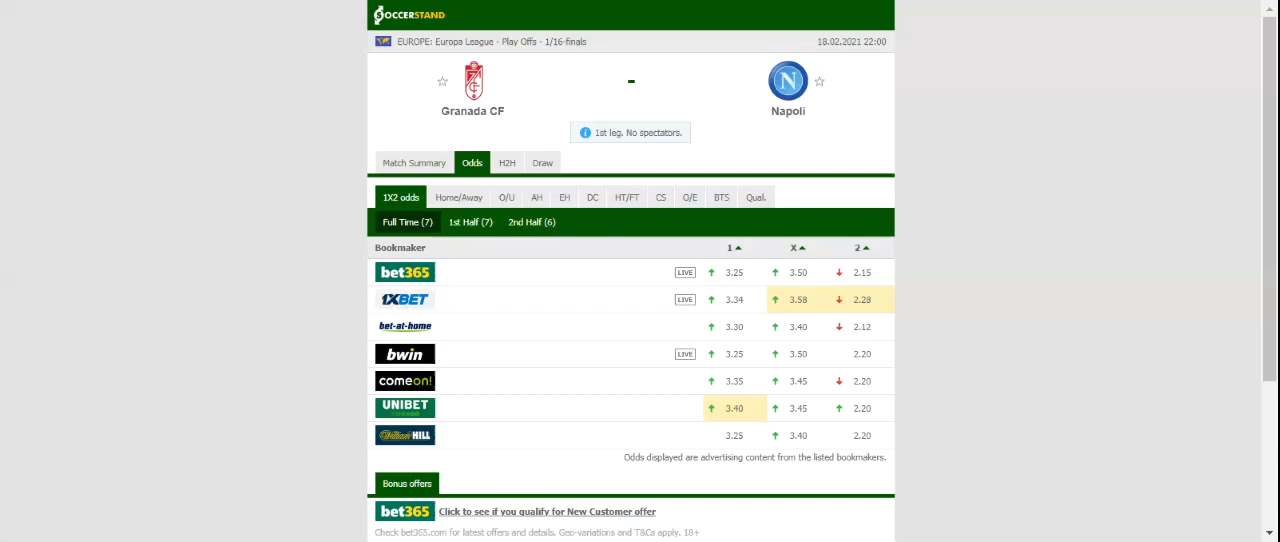 SOCCERSTAND
EUROPE: Europa League - Play Offs - 1/16-finals 18.02.2021 22:00
Granada CF - Napoli
N
1st leg. No spectators.
Match Summary Odds H2H Draw
1X2 odds Home/Away O/U AH EH DC HT/FT CS O/E BTS Qual.
Full Time (7) 1st Half (7) 2nd Half (6)
Bookmaker 1 X 2
bet365 LIVE 3.25 3.50 2.15
1XBET LIVE 3.34 3.58 2.28
bet-at-home 3.30 3.40 2.12
bwin LIVE 3.25 3.50 2.20
comeon! 3.35 3.45 2.20
UNIBET 3.40 3.45 2.20
William HILL 3.25 3.40 2.20
Odds displayed are advertising content from the listed bookmakers.
Bonus offers
bet365 Click to see if you qualify for New Customer offer
Check bet365.com for latest offers and details. Geo-variations and T&Cs apply. 18+